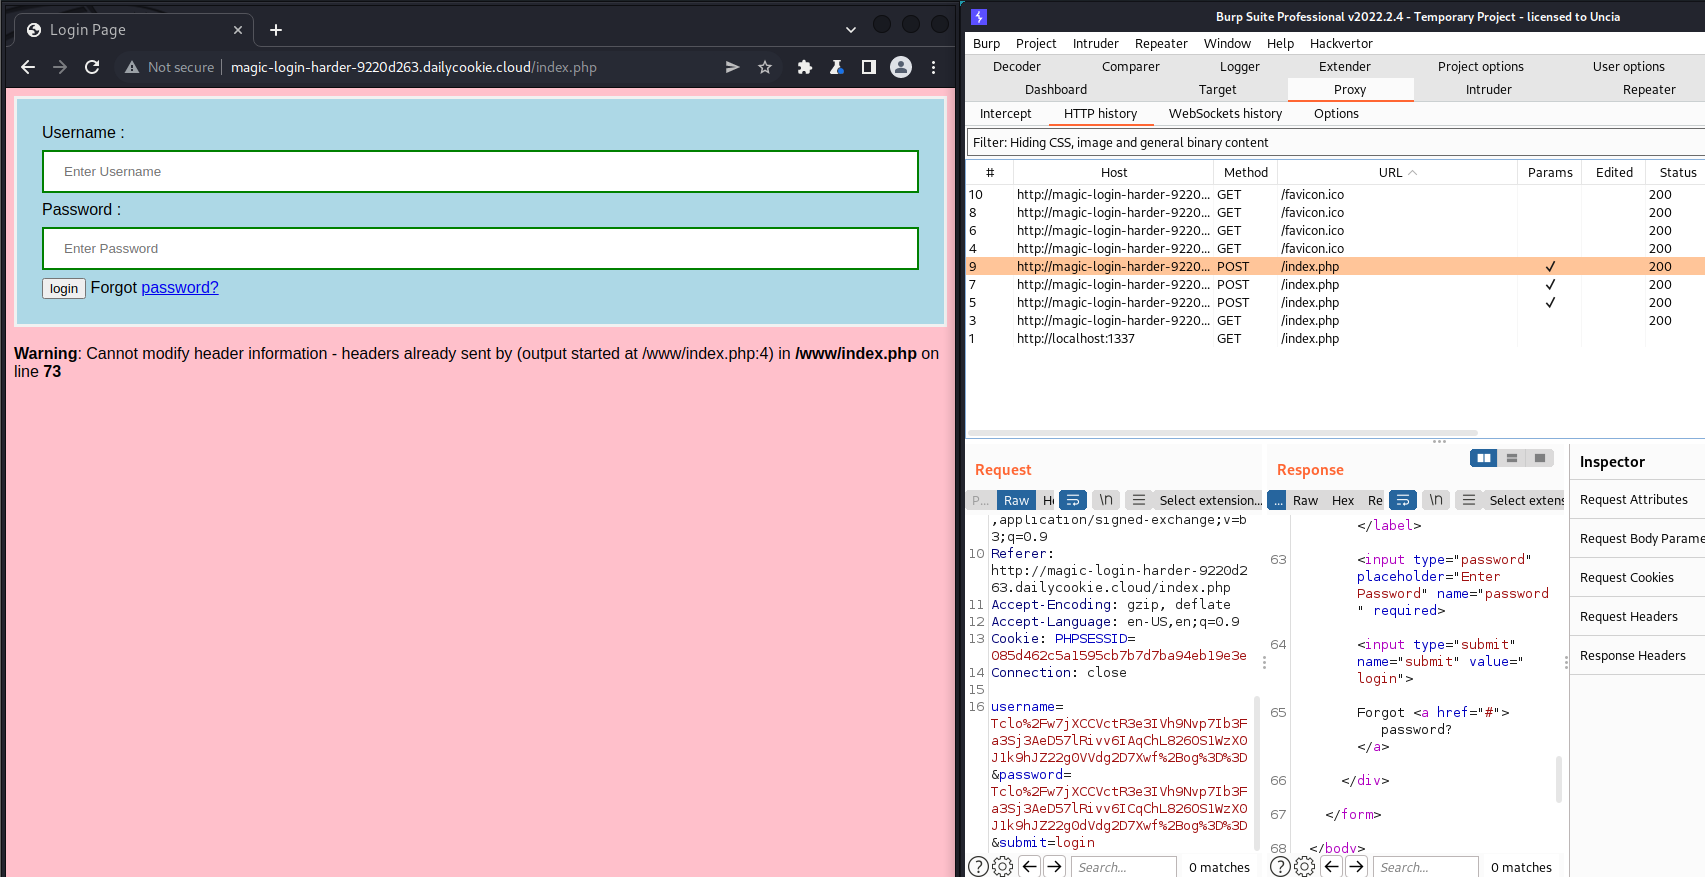 Login Page
Not secure
magic-login-harder-9220d263.dailycookie.cloud/index.php
Username :
Enter Username
Password :
Enter Password
login Forgot password?
Warning: Cannot modify header information - headers already sent by (output started at /www/index.php:4) in /www/index.php on
line 73
Burp Suite Professional v2022.2.4 - Temporary Project - licensed to Uncia
Burp Project Intruder Repeater Window Help Hackvertor
Decoder Comparer Logger Extender Project options User options
Dashboard Target Proxy Intruder Repeater
Intercept HTTP history WebSockets history Options
Filter: Hiding CSS, image and general binary content
# Host Method URL Params Edited Status
10 http://magic-login-harder-9220... GET /favicon.ico 200
8 http://magic-login-harder-9220... GET /favicon.ico 200
6 http://magic-login-harder-9220... GET /favicon.ico 200
4 http://magic-login-harder-9220... GET /favicon.ico 200
9 http://magic-login-harder-9220... POST /index.php ✓ 200
7 http://magic-login-harder-9220... POST /index.php ✓ 200
5 http://magic-login-harder-9220... POST /index.php ✓ 200
3 http://magic-login-harder-9220... GET /index.php 200
1 http://localhost:1337 GET /index.php
Request
P... Raw He \n Select extension...
,application/signed-exchange;v=b
3;q=0.9
10 Referer:
http://magic-login-harder-9220d2
63.dailycookie.cloud/index.php
11 Accept-Encoding: gzip, deflate
12 Accept-Language: en-US,en;q=0.9
13 Cookie: PHPSESSID=
085d462c5a1595cb7b7d7ba94eb19e3e
14 Connection: close
15
16 username=
Tclo%2Fw7jXCCVctR3e3IVh9Nvp7Ib3F
a3Sj3AeD57lRivv6IAqChL826OS1WzX0
J1k9hJZ22g0VVdg2D7Xwf%2Bog%3D%3D
&password=
Tclo%2Fw7jXCCVctR3e3IVh9Nvp7Ib3F
a3Sj3AeD57lRivv6ICqChL826OS1WzX0
J1k9hJZ22g0dVdg2D7Xwf%2Bog%3D%3D
&submit=login
Search... 0 matches
Response
... Raw Hex Re \n Select extens
</label>
63 <input type="password"
placeholder="Enter
Password" name="password
" required>
64 <input type="submit"
name="submit" value="
login">
65 Forgot <a href="#">
password?
</a>
66 </div>
67 </form>
68 </body>
Search... 0 matches
Inspector
Request Attributes
Request Body Parame
Request Cookies
Request Headers
Response Headers